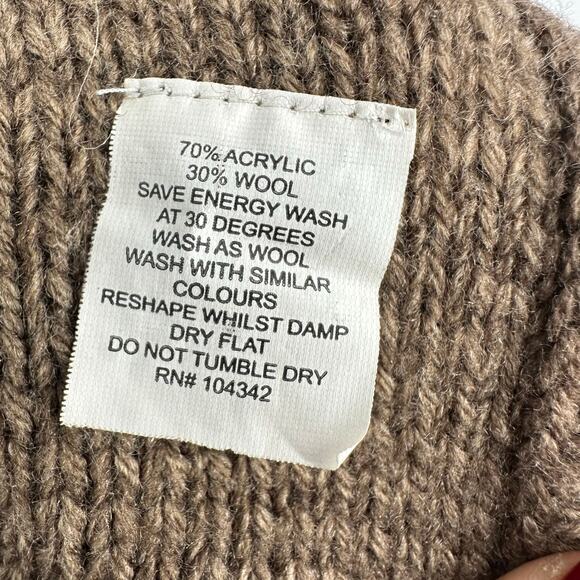 70% ACRYLIC
30% WOOL
SAVE ENERGY WASH
AT 30 DEGREES
WASH AS WOOL
WASH WITH SIMILAR
COLOURS
RESHAPE WHILST DAMP
DRY FLAT
DO NOT TUMBLE DRY
RN# 104342